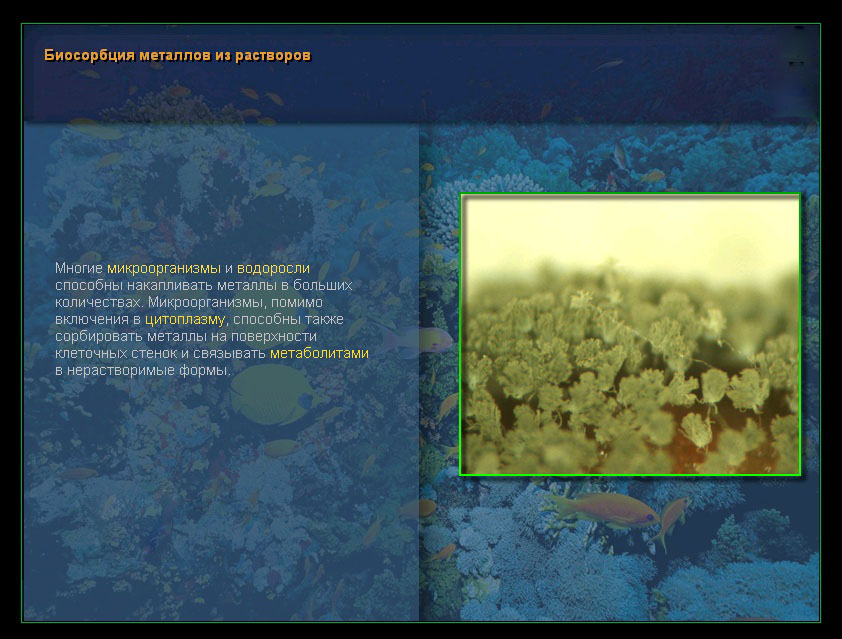 Биосорбция металлов из растворов
Многие микроорганизмы и водоросли
способны накапливать металлы в больших
количествах. Микроорганизмы, помимо
включения в цитоплазму, способны также
сорбировать металлы на поверхности
клеточных стенок и связывать метаболитами
в нерастворимые формы.